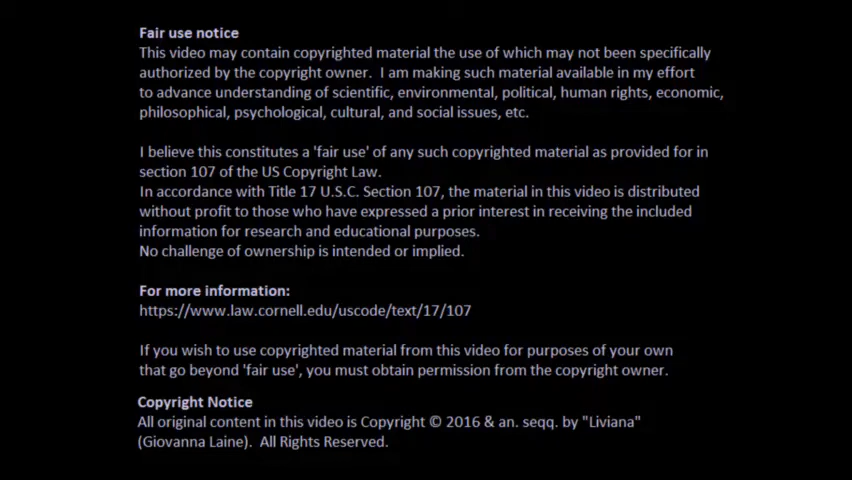 Fair use notice
This video may contain copyrighted material the use of which may not been specifically
authorized by the copyright owner.  I am making such material available in my effort
to advance understanding of scientific, environmental, political, human rights, economic,
philosophical, psychological, cultural, and social issues, etc.
I believe this constitutes a 'fair use' of any such copyrighted material as provided for in
section 107 of the US Copyright Law.
In accordance with Title 17 U.S.C. Section 107, the material in this video is distributed
without profit to those who have expressed a prior interest in receiving the included
information for research and educational purposes.
No challenge of ownership is intended or implied.
For more information:
https://www.law.cornell.edu/uscode/text/17/107
If you wish to use copyrighted material from this video for purposes of your own
that go beyond 'fair use', you must obtain permission from the copyright owner.
Copyright Notice
All original content in this video is Copyright © 2016 & an. seqq. by "Liviana"
(Giovanna Laine).  All Rights Reserved.